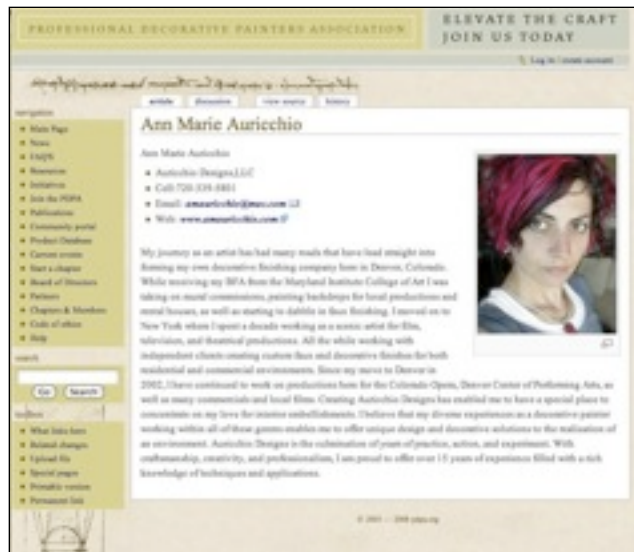 PROFESSIONAL DECORATIVE PAINTERS ASSOCIATION
ELEVATE THE CRAFT
JOIN US TODAY
Log in / create account
article discussion view source history
navigation
Ann Marie Auricchio
Main Page
News
FAQ'S
Resources
Initiatives
Join the PDPA
Publications
Community portal
Product Database
Current events
Start a chapter
Board of Directors
Partners
Chapters & Members
Code of ethics
Help
Ann Marie Auricchio
Auricchio Designs,LLC
Email:
Web: www.amauricchio.com
My journey as an artist has had many roads that have lead straight into
forming my own decorative finishing company here in Denver, Colorado.
While receiving my BFA from the Maryland Institute College of Art I was
taking on mural commissions, painting backdrops for local productions and
rental houses, as well as starting to dabble in faux finishing. I moved on to
New York where I spent a decade working as a scenic artist for film,
television, and theatrical productions. All the while working with
independent clients creating custom faux and decorative finishes for both
residential and commercial environments. Since my move to Denver in
2002, I have continued to work on productions here for the Colorado Opera, Denver Center of Performing Arts, as
well as many commercials and local films. Creating Auricchio Designs has enabled me to have a special place to
concentrate on my love for interior embellishments. I believe that my diverse experiences as a decorative painter
working within all of these genres enables me to offer unique design and decorative solutions to the realization of
an environment. Auricchio Designs is the culmination of years of practice, action, and experiment. With
craftsmanship, creativity, and professionalism, I am proud to offer over 15 years of experience filled with a rich
knowledge of techniques and applications.
search
Go Search
toolbox
What links here
Related changes
Upload file
Special pages
Printable version
Permanent link